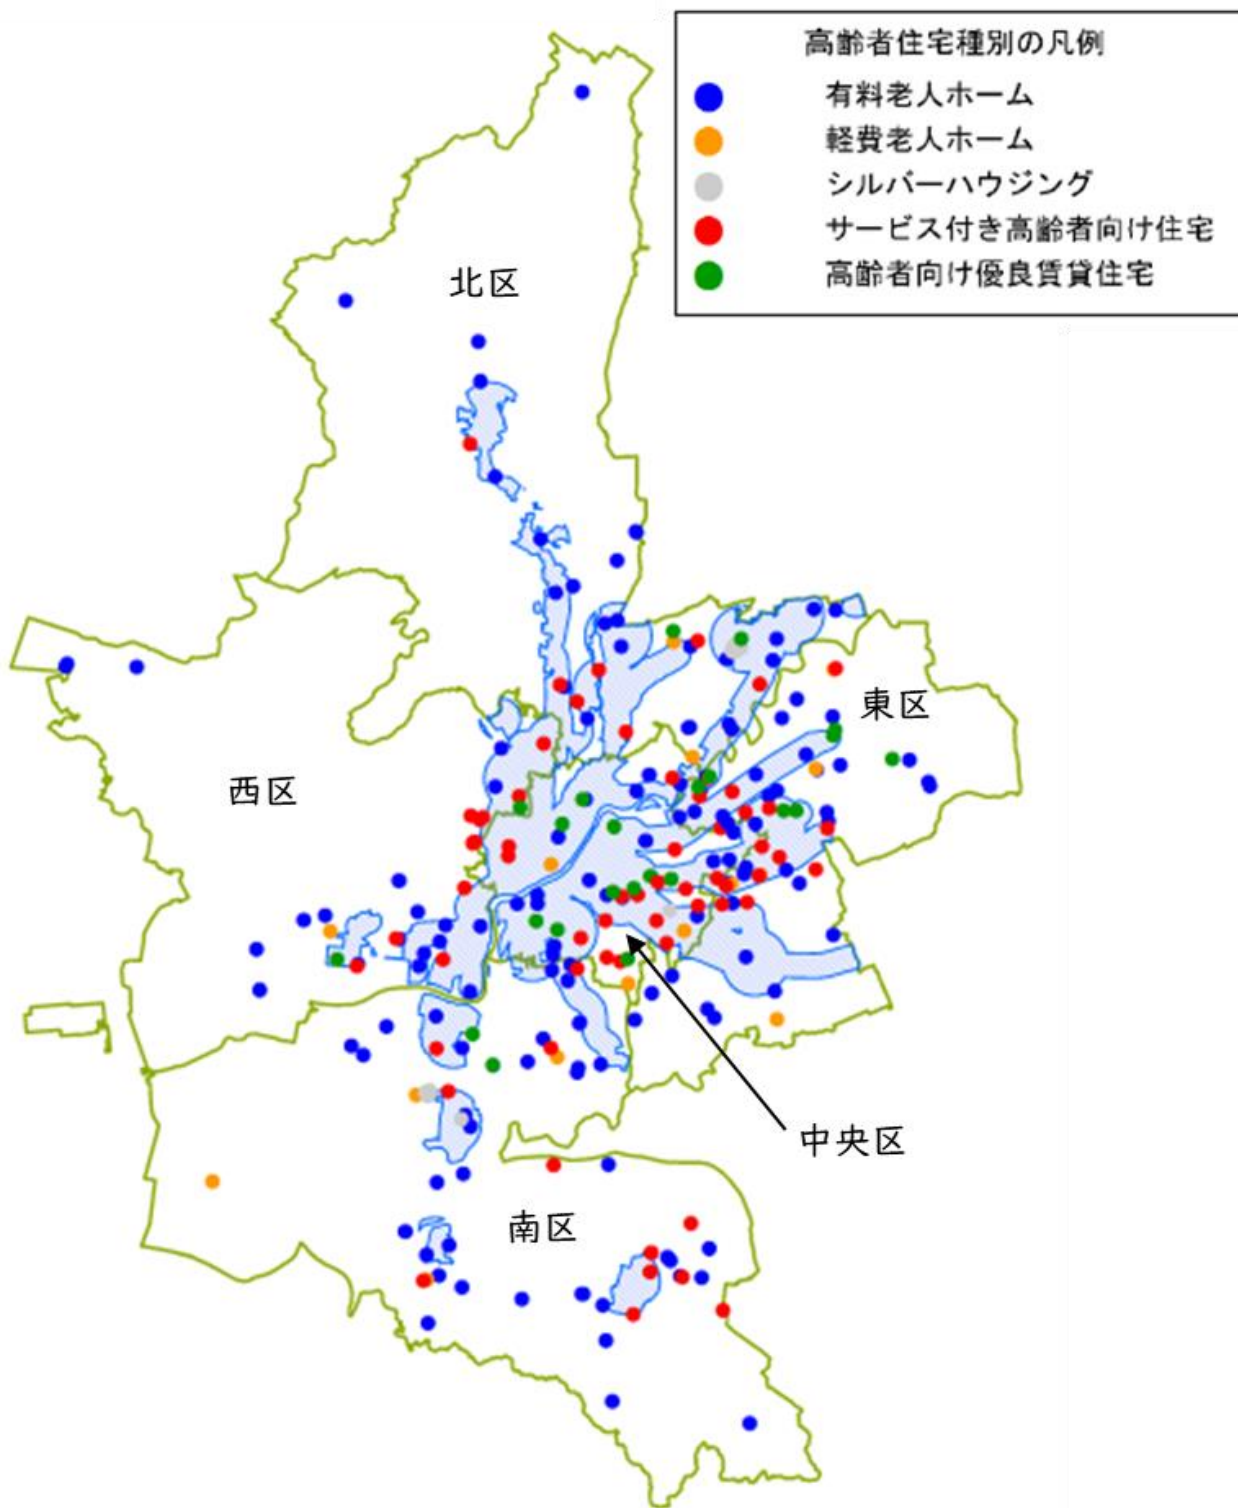 高齢者住宅種別の凡例
有料老人ホーム
軽費老人ホーム
シルバーハウジング
サービス付き高齢者向け住宅
高齢者向け優良賃貸住宅
北区
東区
西区
中央区
南区